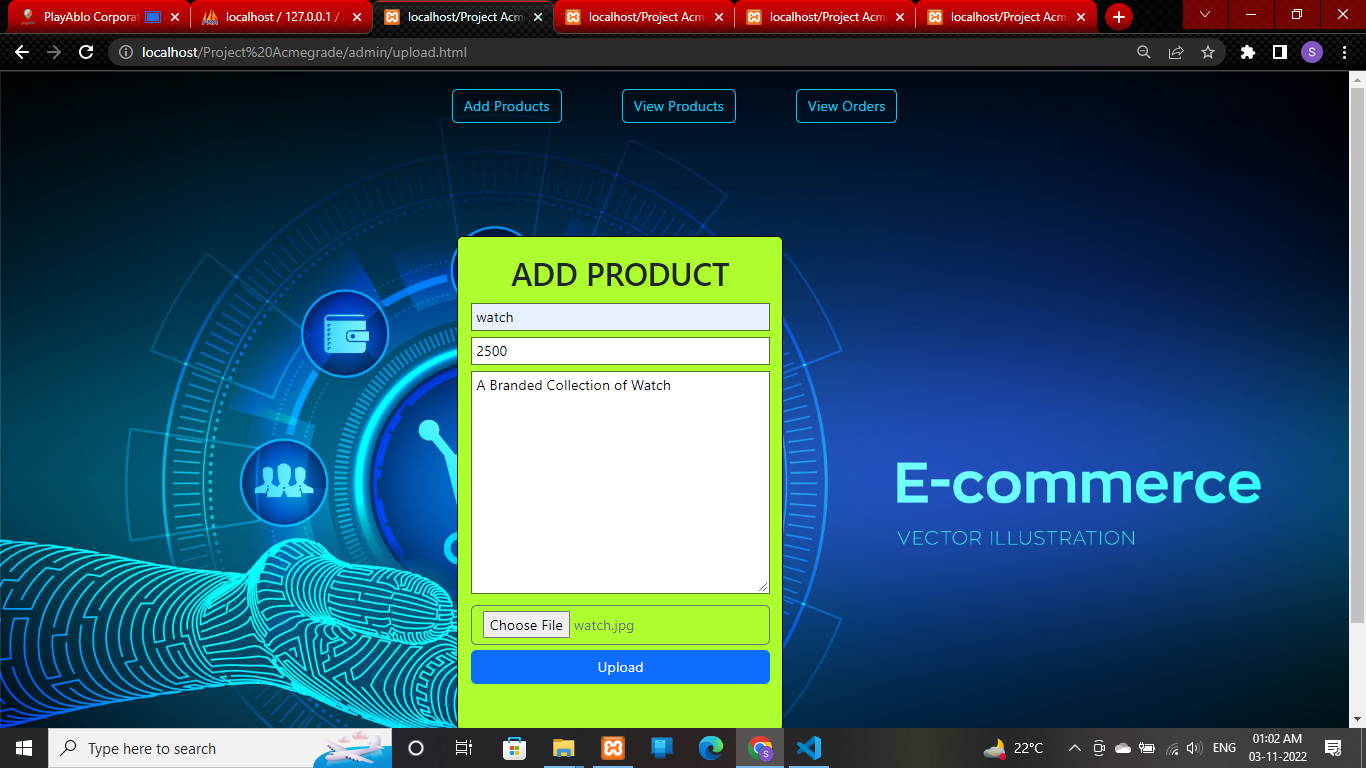 PlayAblo Corporat
localhost / 127.0.0.1 /
localhost/Project Acm
localhost/Project Acm
localhost/Project Acm
localhost/Project Acm
localhost/Project%20Acmegrade/admin/upload.html
S
Add Products
View Products
View Orders
ADD PRODUCT
watch
2500
A Branded Collection of Watch
E-commerce
VECTOR ILLUSTRATION
Choose File watch.jpg
Upload
Type here to search
22°C
ENG
01:02 AM
03-11-2022